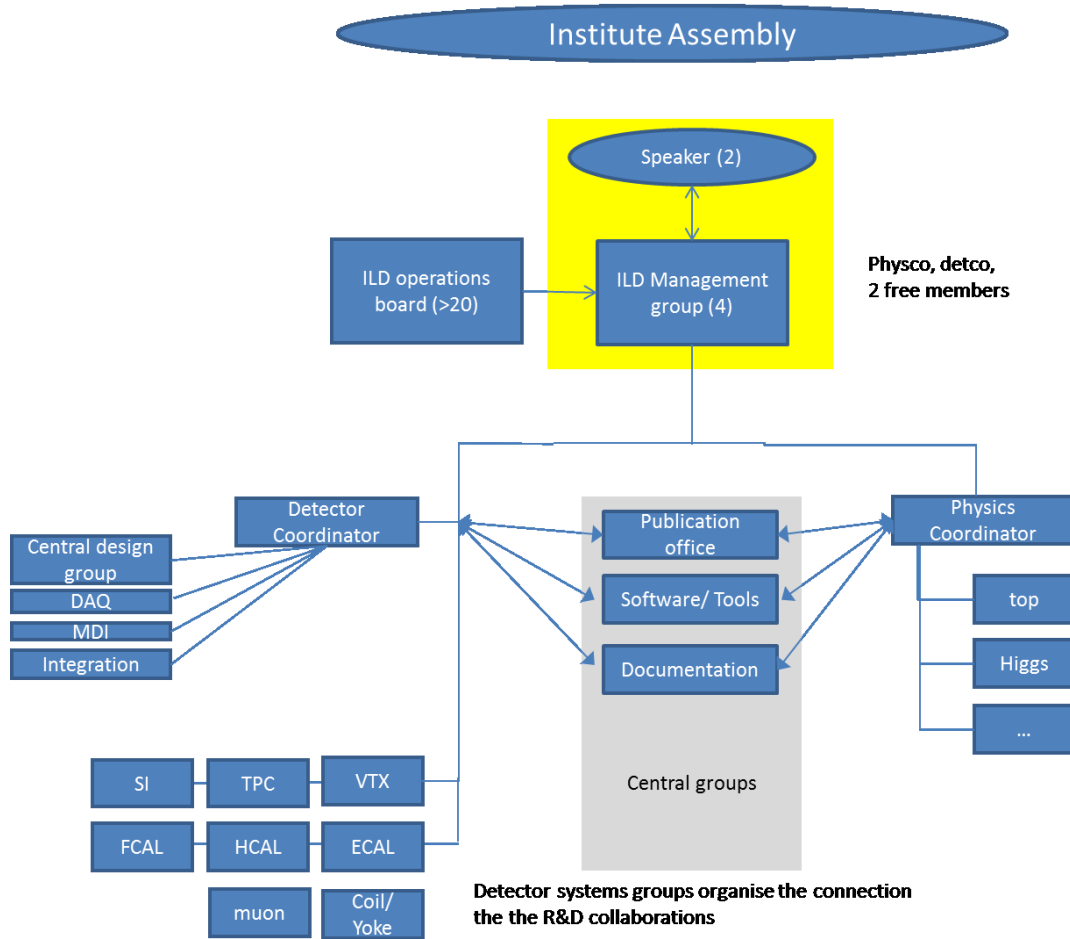 Institute Assembly
Speaker (2)
ILD operations
board (>20)
ILD Management
group (4)
Physco, detco,
2 free members
Detector
Coordinator
Publication
office
Physics
Coordinator
Central design
group
DAQ
MDI
Integration
Software/ Tools
Documentation
top
Higgs
...
SI
TPC
VTX
Central groups
FCAL
HCAL
ECAL
muon
Coil/
Yoke
Detector systems groups organise the connection
the the R&D collaborations